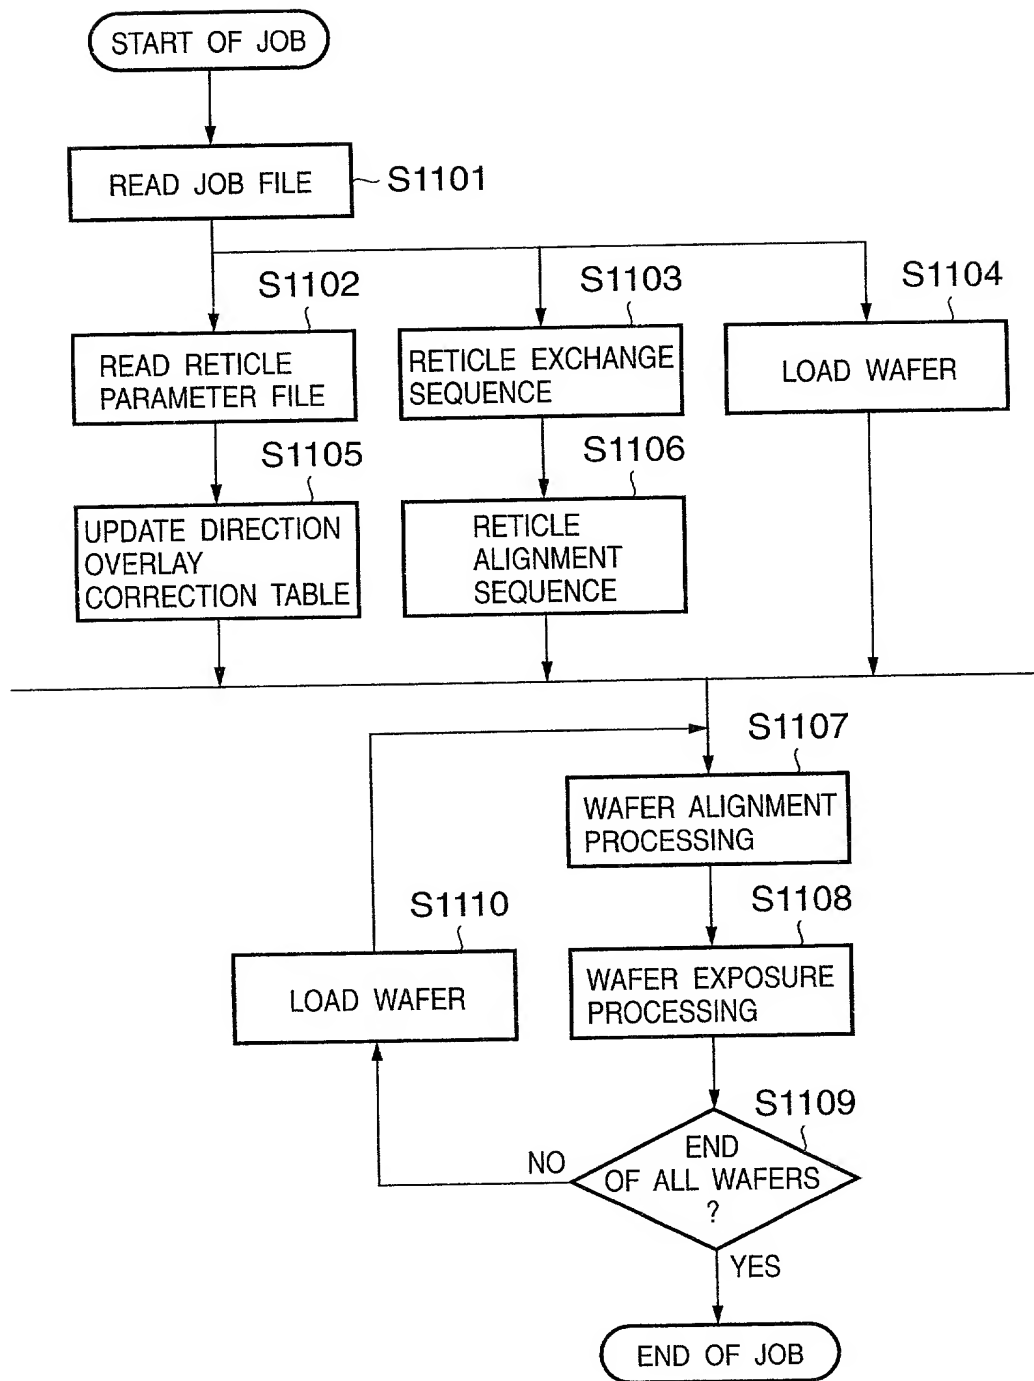 START OF JOB
READ JOB FILE
S1101
S1102
S1103
S1104
READ RETICLE
PARAMETER FILE
RETICLE EXCHANGE
SEQUENCE
LOAD WAFER
S1105
S1106
UPDATE DIRECTION
OVERLAY
CORRECTION TABLE
RETICLE
ALIGNMENT
SEQUENCE
S1107
WAFER ALIGNMENT
PROCESSING
S1110
S1108
LOAD WAFER
WAFER EXPOSURE
PROCESSING
S1109
NO
END
OF ALL WAFERS
?
YES
END OF JOB